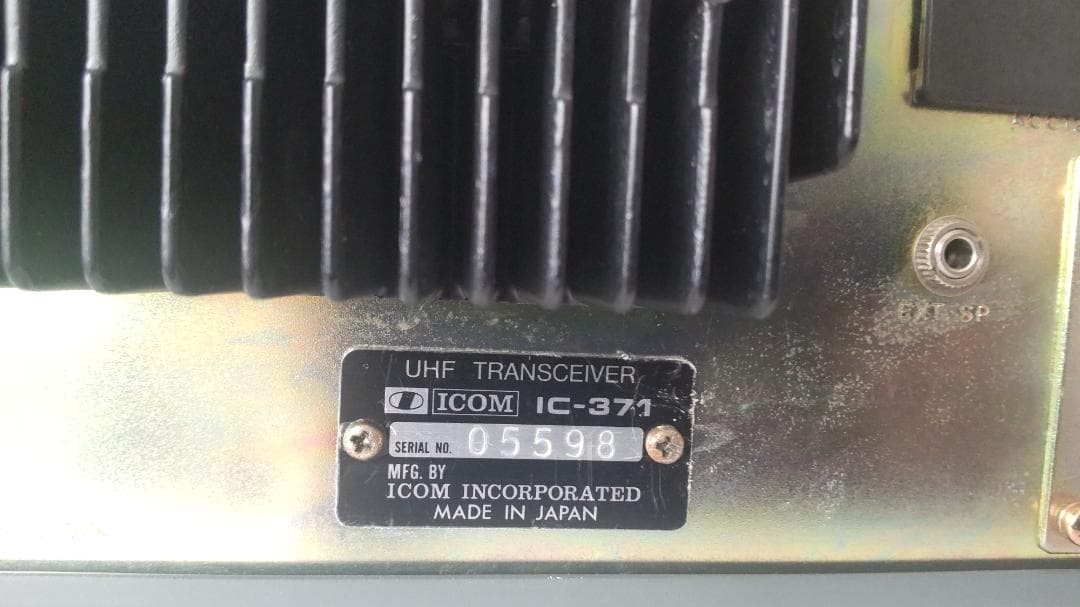 EXT SP
UHF TRANSCEIVER
ICOM IC-371
SERIAL NO. 05598
MFG. BY
ICOM INCORPORATED
MADE IN JAPAN